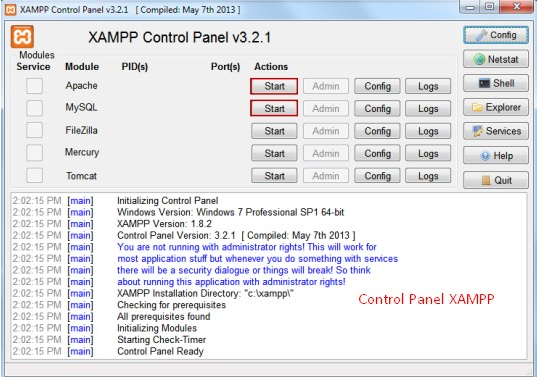 XAMPP Control Panel v3.2.1 [ Compiled: May 7th 2013 ]
XAMPP Control Panel v3.2.1
Config
Modules
Service Module PID(s) Port(s) Actions
Netstat
Apache Start Admin Config Logs
Shell
MySQL Start Admin Config Logs
Explorer
FileZilla Start Admin Config Logs
Services
Mercury Start Admin Config Logs
Help
Tomcat Start Admin Config Logs
Quit
2:02:15 PM [main] Initializing Control Panel
2:02:15 PM [main] Windows Version: Windows 7 Professional SP1 64-bit
2:02:15 PM [main] XAMPP Version: 1.8.2
2:02:15 PM [main] Control Panel Version: 3.2.1 [ Compiled: May 7th 2013 ]
2:02:15 PM [main] You are not running with administrator rights! This will work for
2:02:15 PM [main] most application stuff but whenever you do something with services
2:02:15 PM [main] there will be a security dialogue or things will break! So think
2:02:15 PM [main] about running this application with administrator rights!
2:02:15 PM [main] XAMPP Installation Directory: "c:\xampp\"
Control Panel XAMPP
2:02:15 PM [main] Checking for prerequisites
2:02:15 PM [main] All prerequisites found
2:02:15 PM [main] Initializing Modules
2:02:15 PM [main] Starting Check-Timer
2:02:15 PM [main] Control Panel Ready